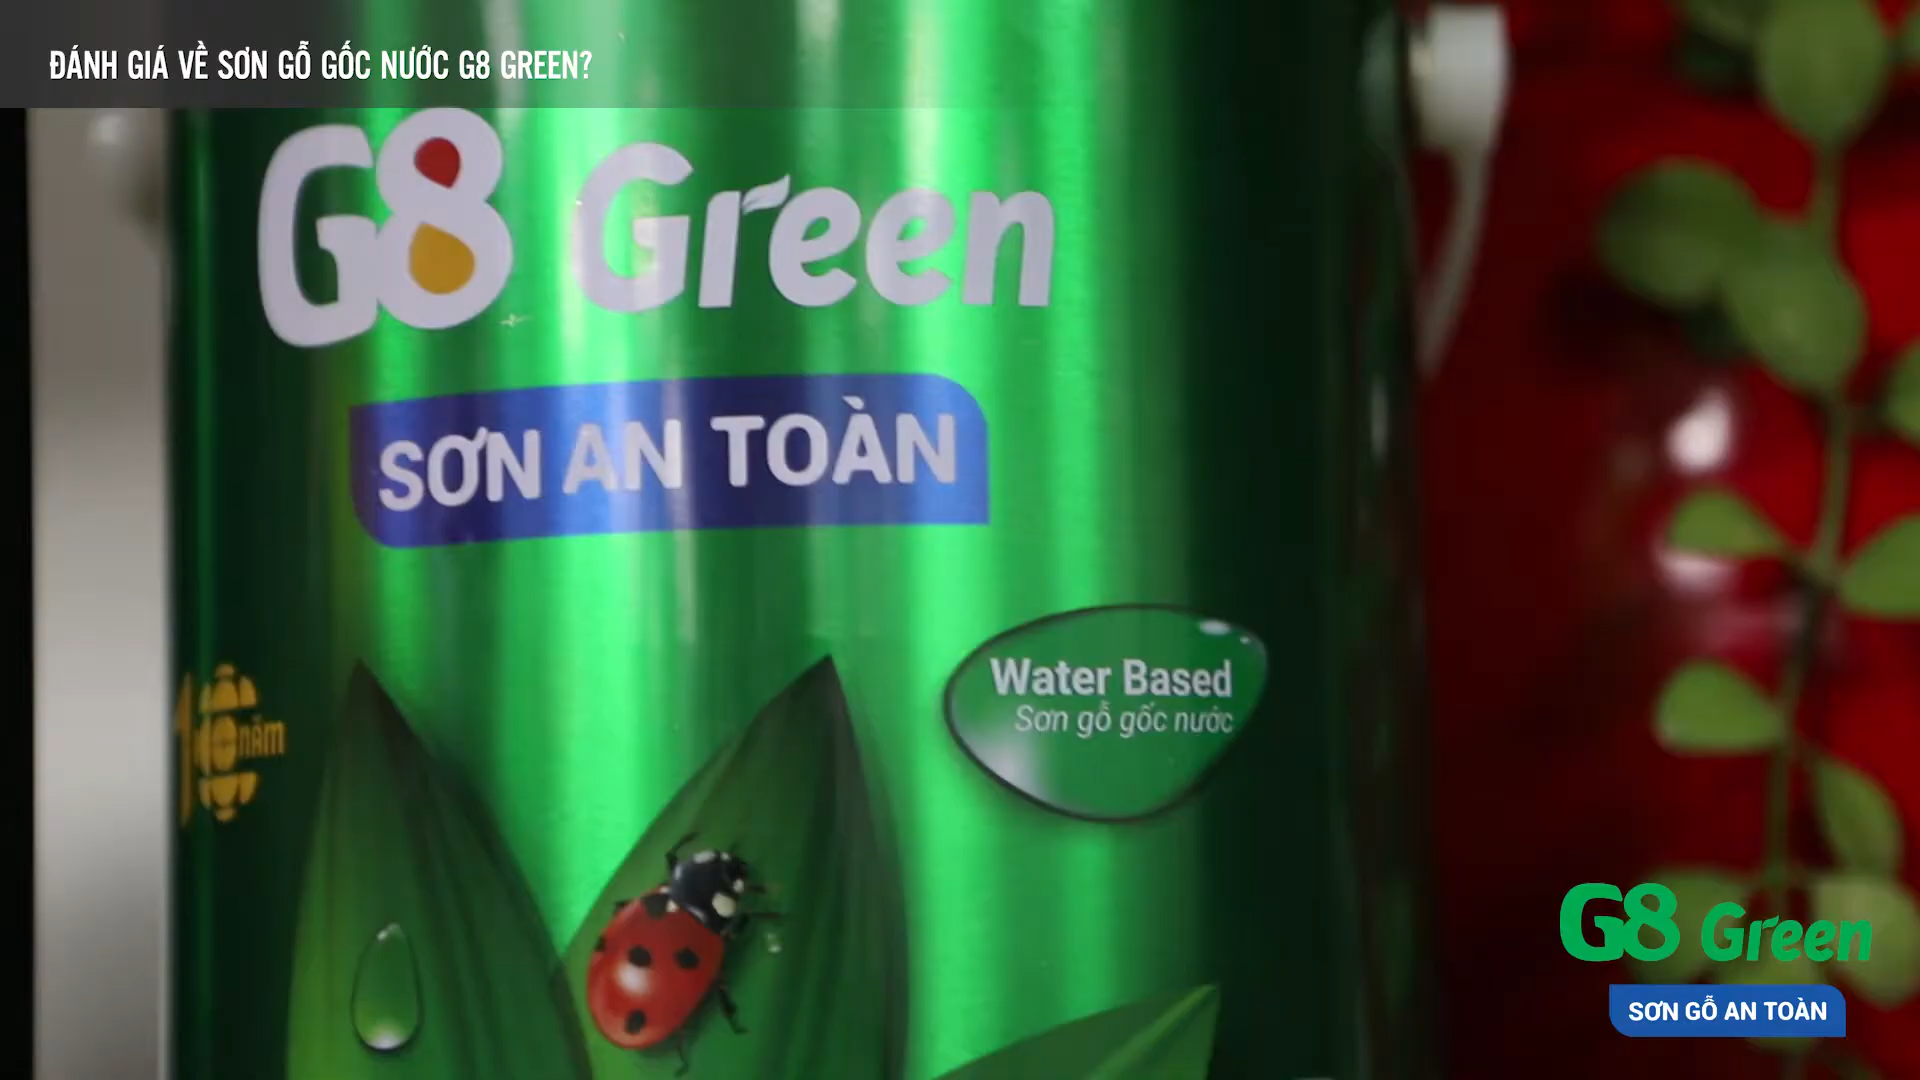 ĐÁNH GIÁ VỀ SƠN GỖ GỐC NƯỚC G8 GREEN?
G8 Green
SƠN AN TOÀN
Water Based
Sơn gỗ gốc nước
NĂM
G8 Green
SƠN GỖ AN TOÀN